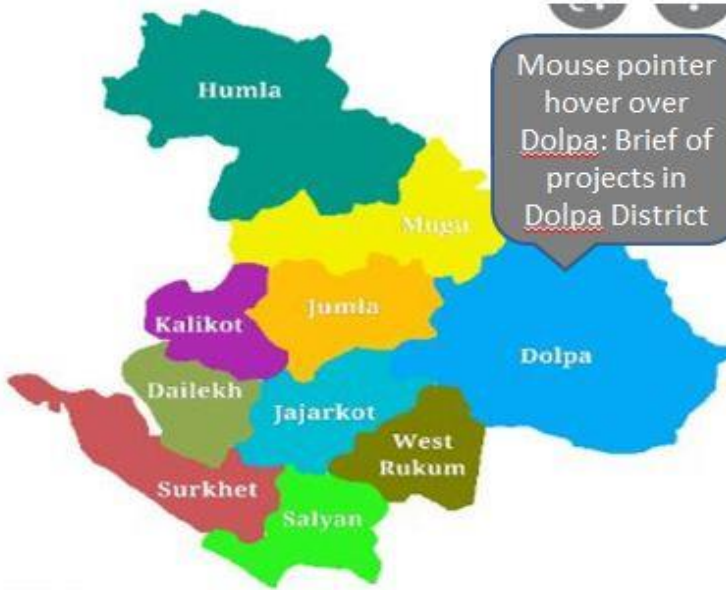 Humla
Mouse pointer
hover over
Dolpa: Brief of
projects in
Dolpa District
Mugu
Jumla
Kalikot
Dolpa
Dailekh
Jajarkot
West
Rukum
Surkhet
Salyan